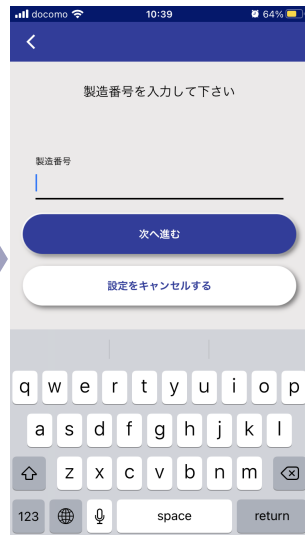 docomo 10:39 64%
製造番号を入力して下さい
製造番号
次へ進む
設定をキャンセルする
q w e r t y u i o p
a s d f g h j k l
z x c v b n m
123 space return